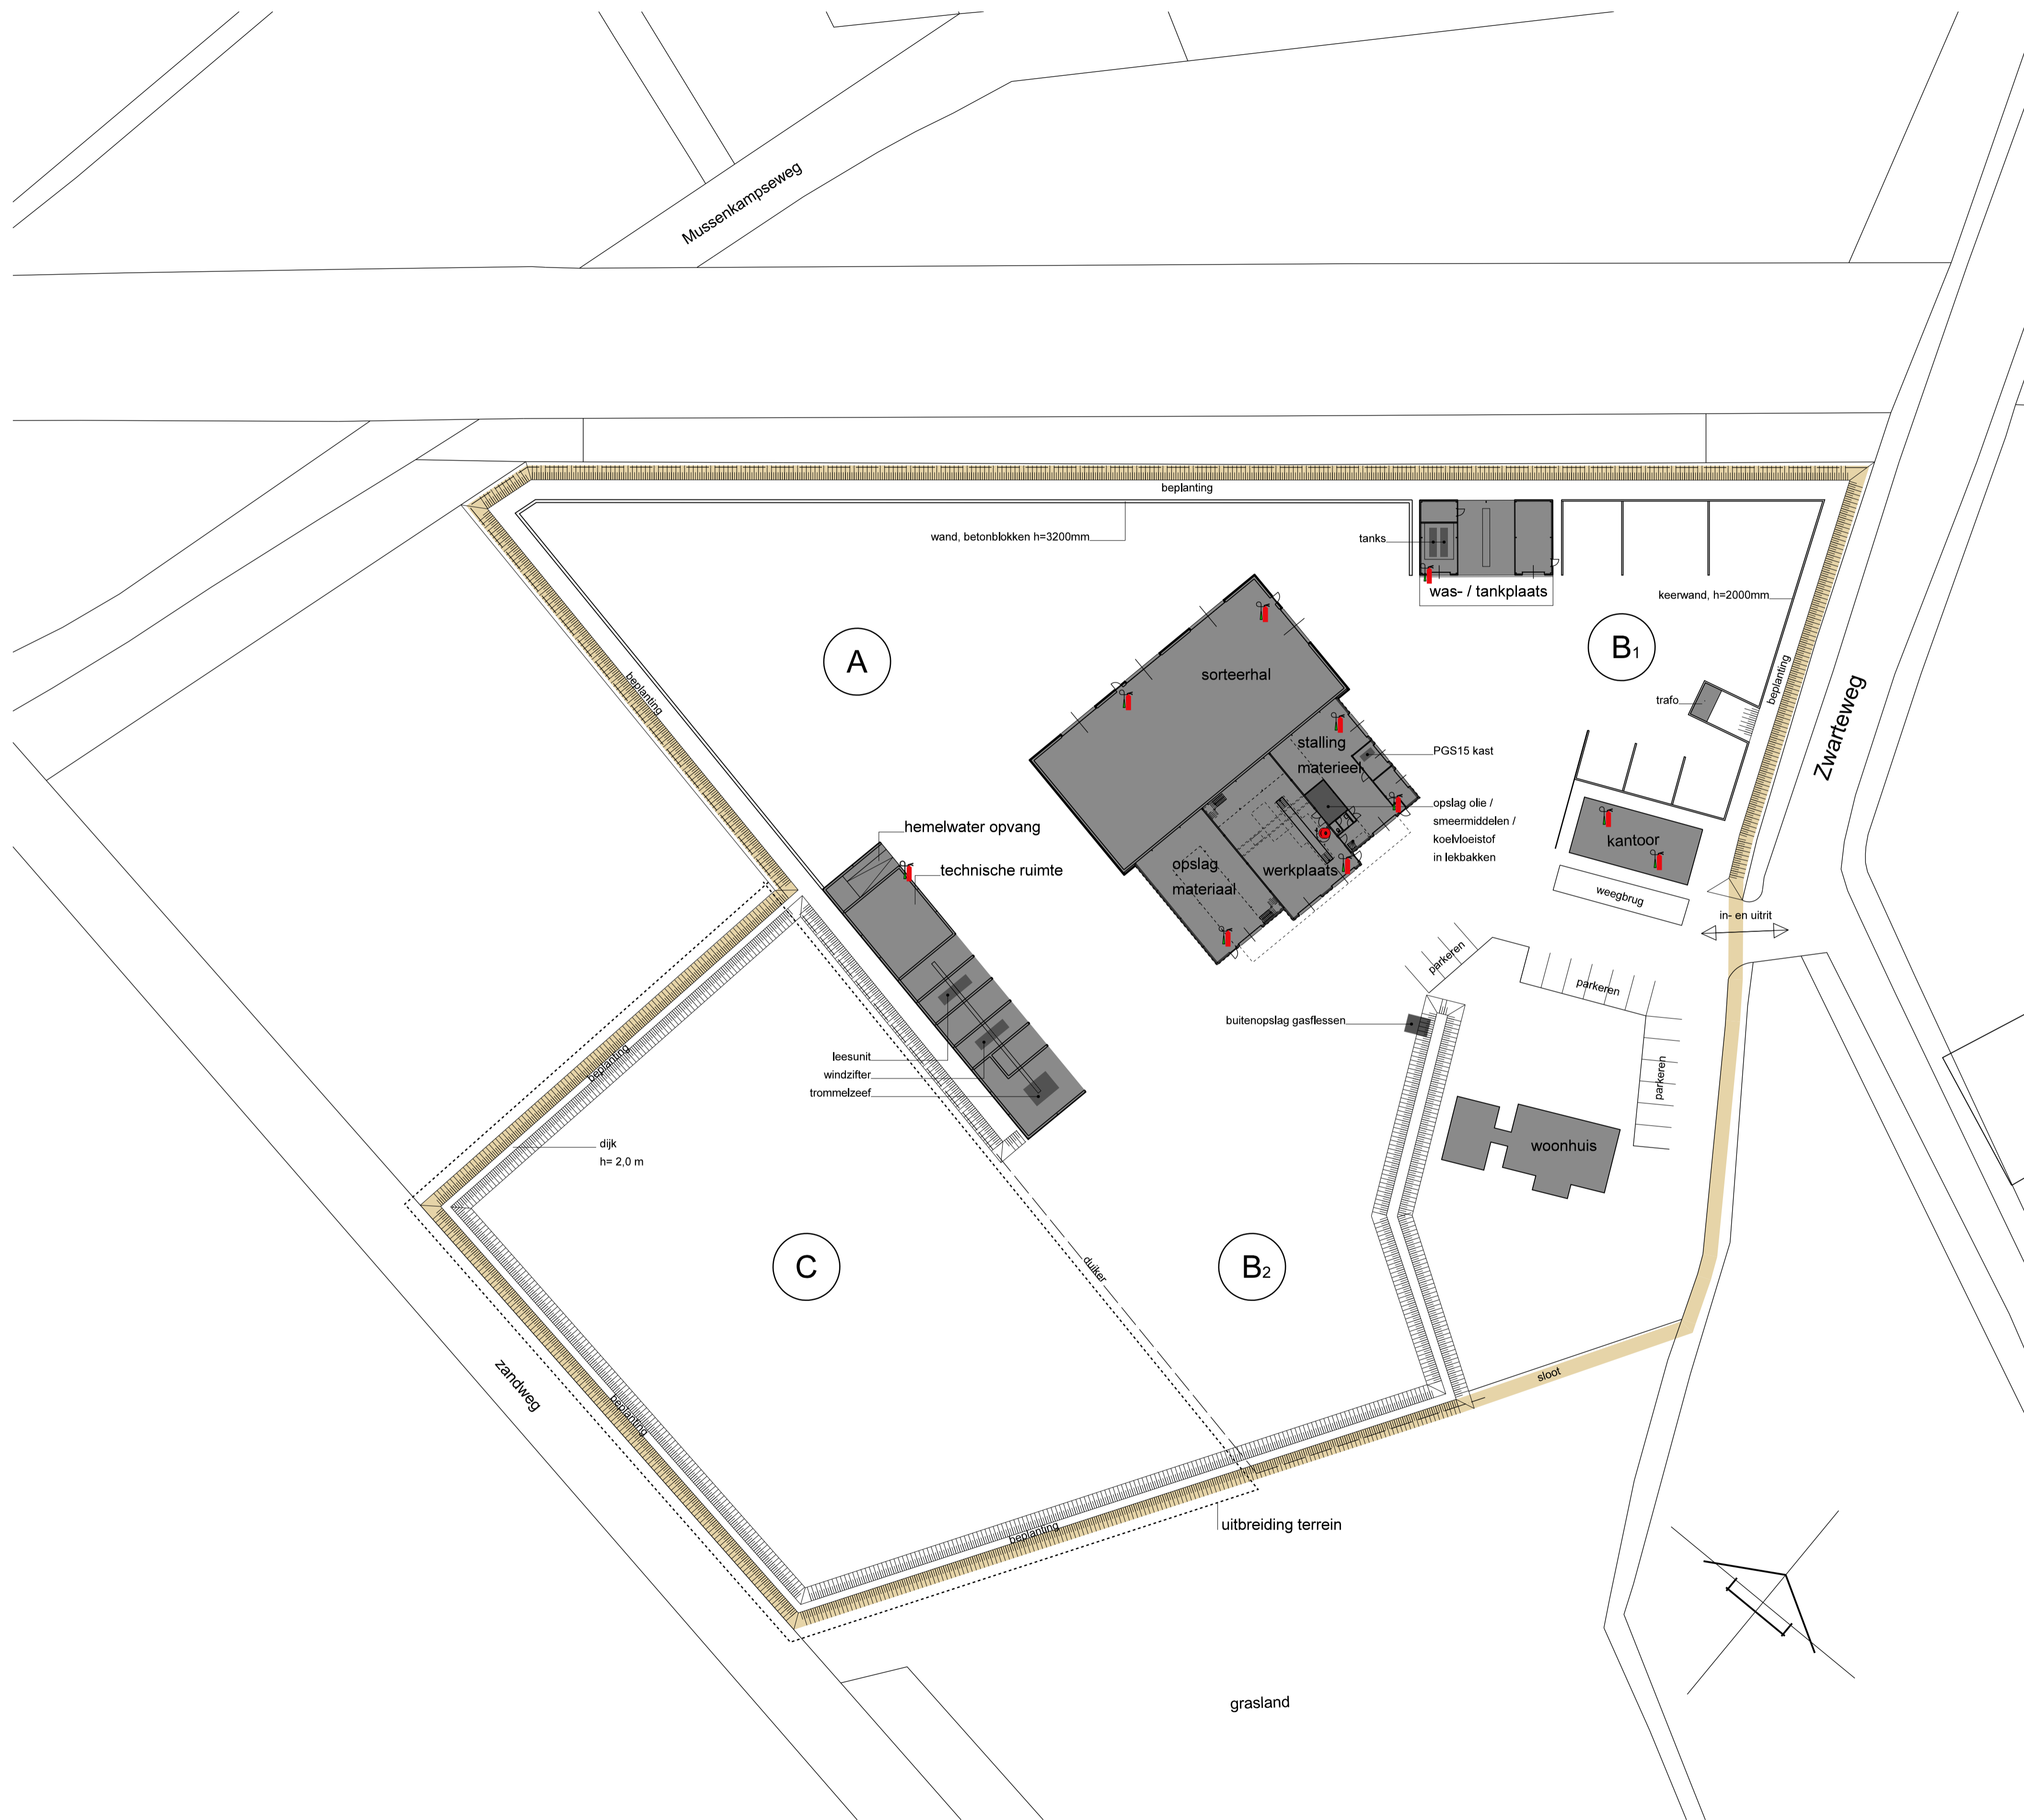 Mussenkampseweg
beplanting
wand, betonblokken h=3200mm
tanks
was- / tankplaats
keerwand, h=2000mm
A
B1
sorteerhal
beplanting
beplanting
trafo
Zwarteweg
stalling
materieel
PGS15 kast
opslag olie /
smeermiddelen /
koelvloeistof
in lekbakken
hemelwater opvang
technische ruimte
opslag
materiaal
werkplaats
kantoor
weegbrug
in- en uitrit
parkeren
parkeren
parkeren
buitenopslag gasflessen
leesunit
windzifter
trommelzeef
beplanting
dijk
h= 2,0 m
woonhuis
C
B2
duiker
zandweg
beplanting
sloot
beplanting
uitbreiding terrein
grasland